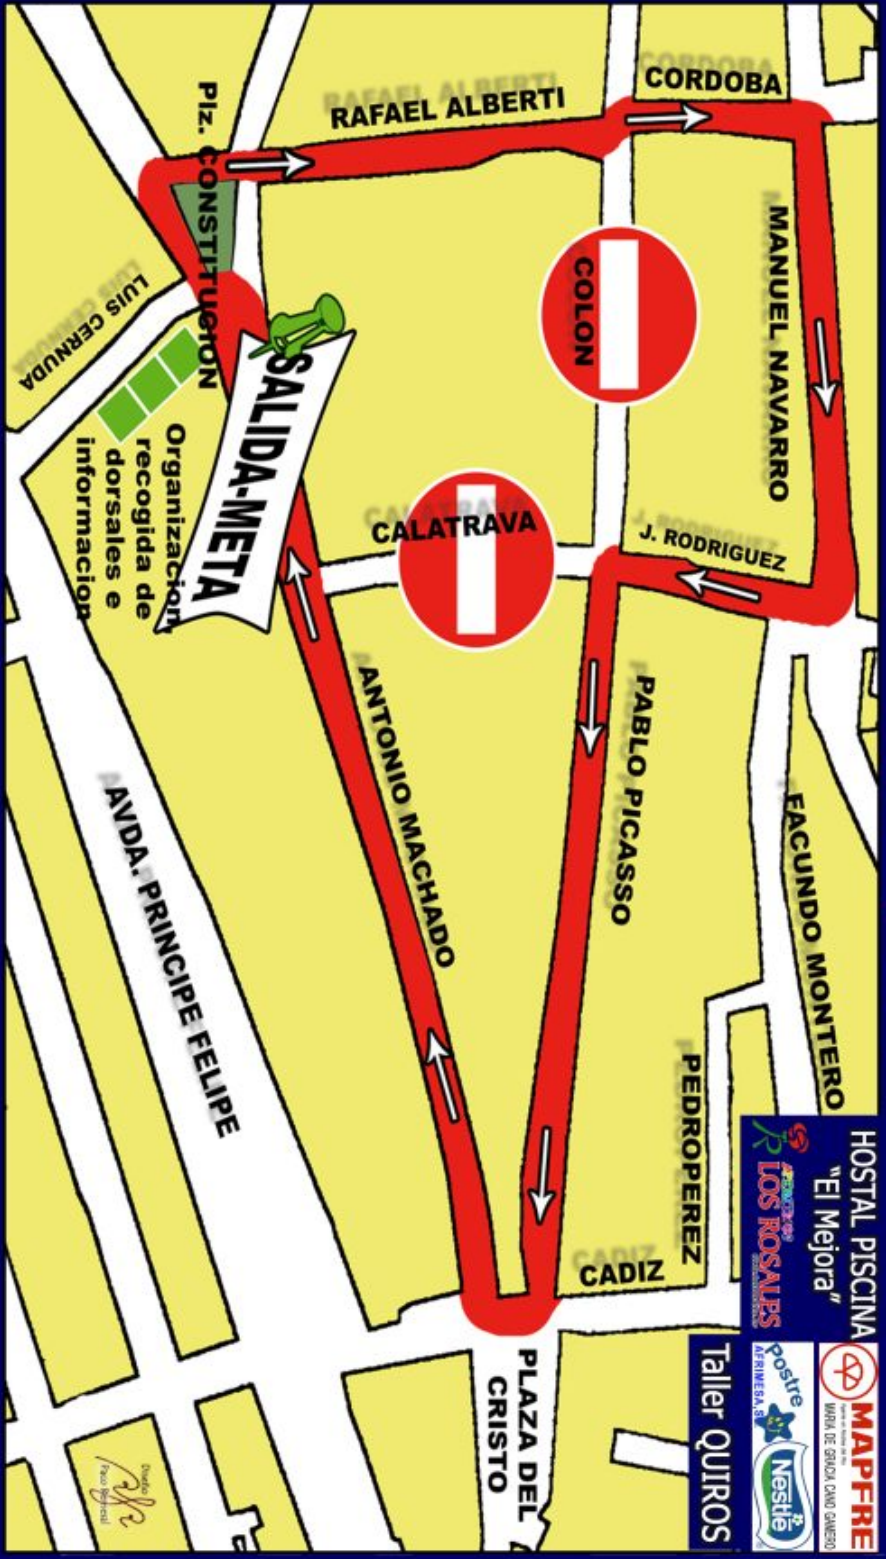 CORDOBA
RAFAEL ALBERTI
Plz. CONSTITUCION
LUIS CERNUDA
COLON
MANUEL NAVARRO
SALIDA-META
Organizacion,
recogida de
dorsales e
informacion
CALATRAVA
J. RODRIGUEZ
ANTONIO MACHADO
PABLO PICASSO
FACUNDO MONTERO
AVDA. PRINCIPE FELIPE
PEDROPEREZ
CADIZ
PLAZA DEL
CRISTO
HOSTAL PISCINA
"El Mejora"
LOS ROSALES
MAPFRE
MARIA DE GRACIA CANO GAMERO
Postre
AFRIMESA,S
Nestlé
Taller QUIROS
Diseño